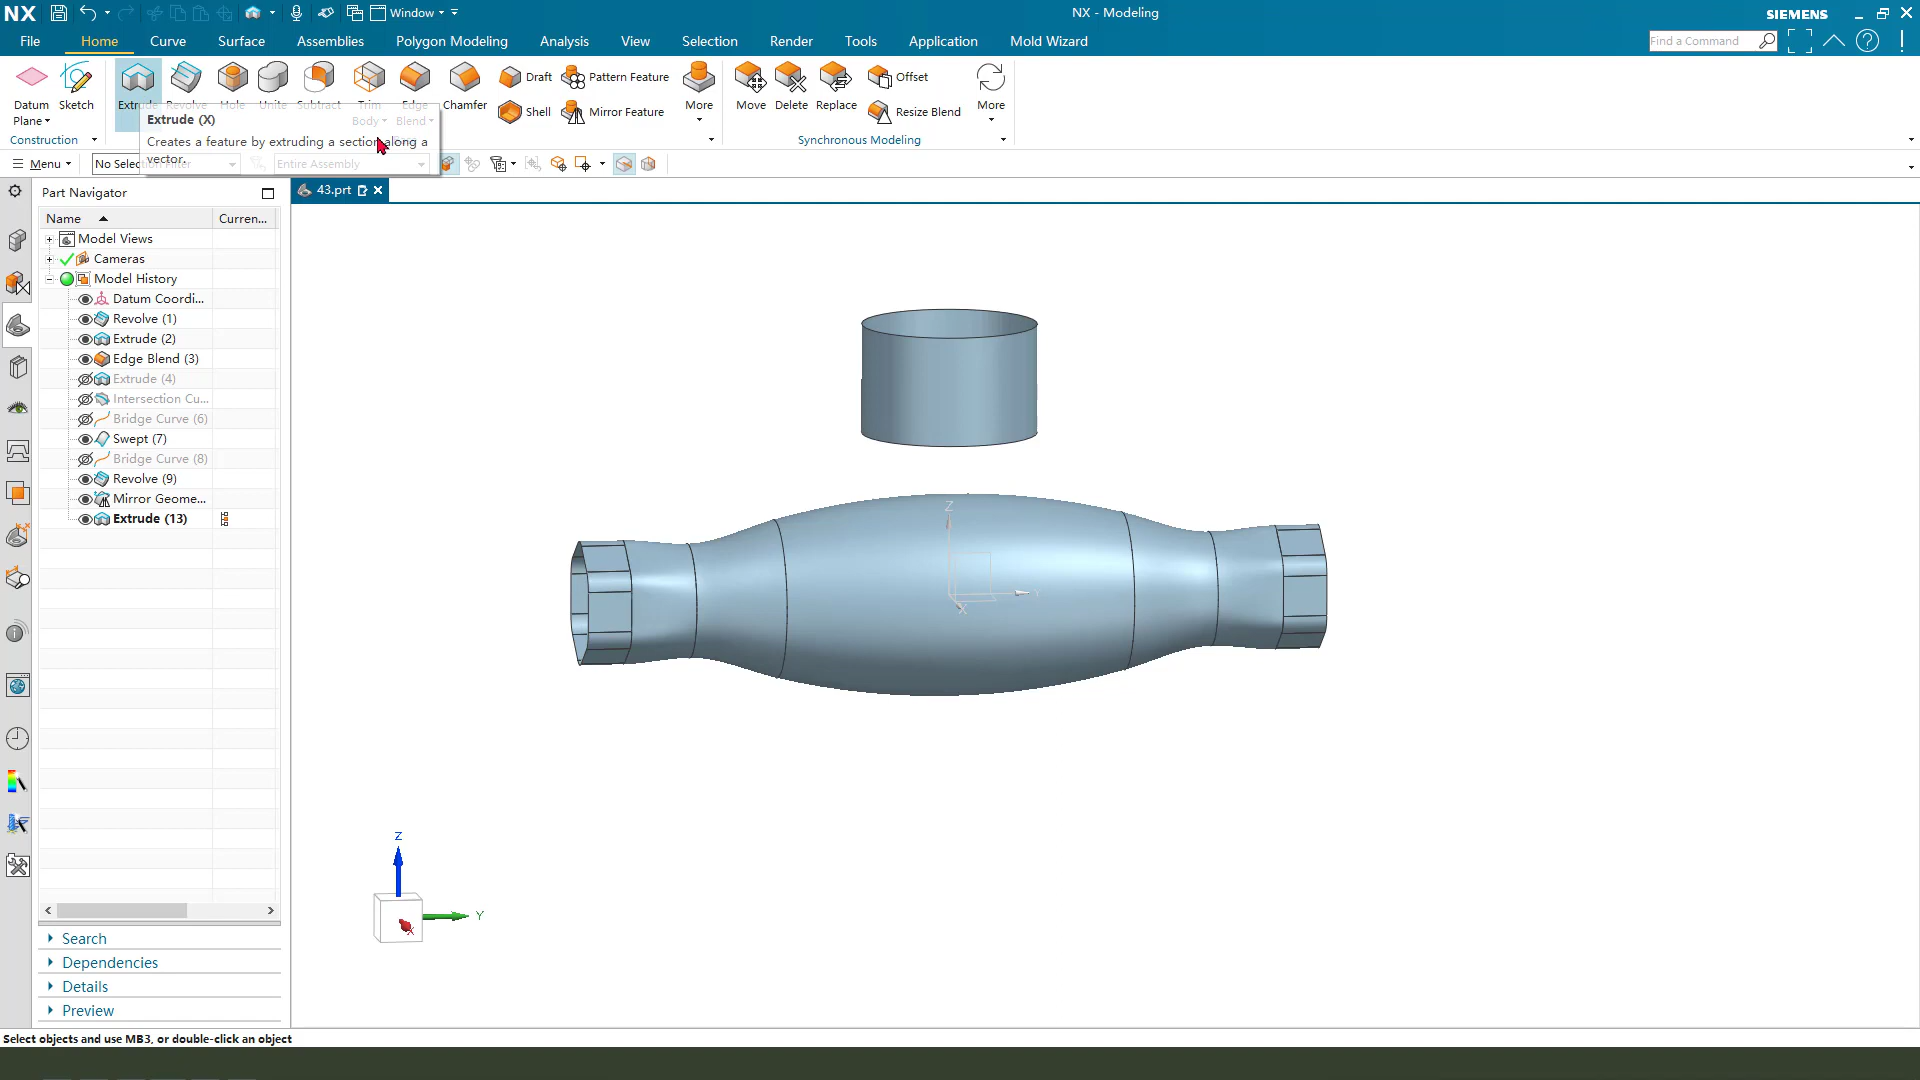 NX
Window
NX - Modeling
SIEMENS
File
Home
Curve
Surface
Assemblies
Polygon Modeling
Analysis
View
Selection
Render
Tools
Application
Mold Wizard
Find a Command
Datum
Plane
Sketch
Extrude
Revolve
Hole
Unite
Subtract
Trim
Body
Edge
Blend
Chamfer
Draft
Shell
Pattern Feature
Mirror Feature
More
Move
Delete
Replace
Offset
Resize Blend
More
Construction
Synchronous Modeling
Extrude (X)
Creates a feature by extruding a section along a
vector.
Menu
No Selection Filter
Entire Assembly
Part Navigator
43.prt
Name
Curren...
Model Views
Cameras
Model History
Datum Coordi...
Revolve (1)
Extrude (2)
Edge Blend (3)
Extrude (4)
Intersection Cu...
Bridge Curve (6)
Swept (7)
Bridge Curve (8)
Revolve (9)
Mirror Geome...
Extrude (13)
Z
X
Z
Y
X
Search
Dependencies
Details
Preview
Select objects and use MB3, or double-click an object